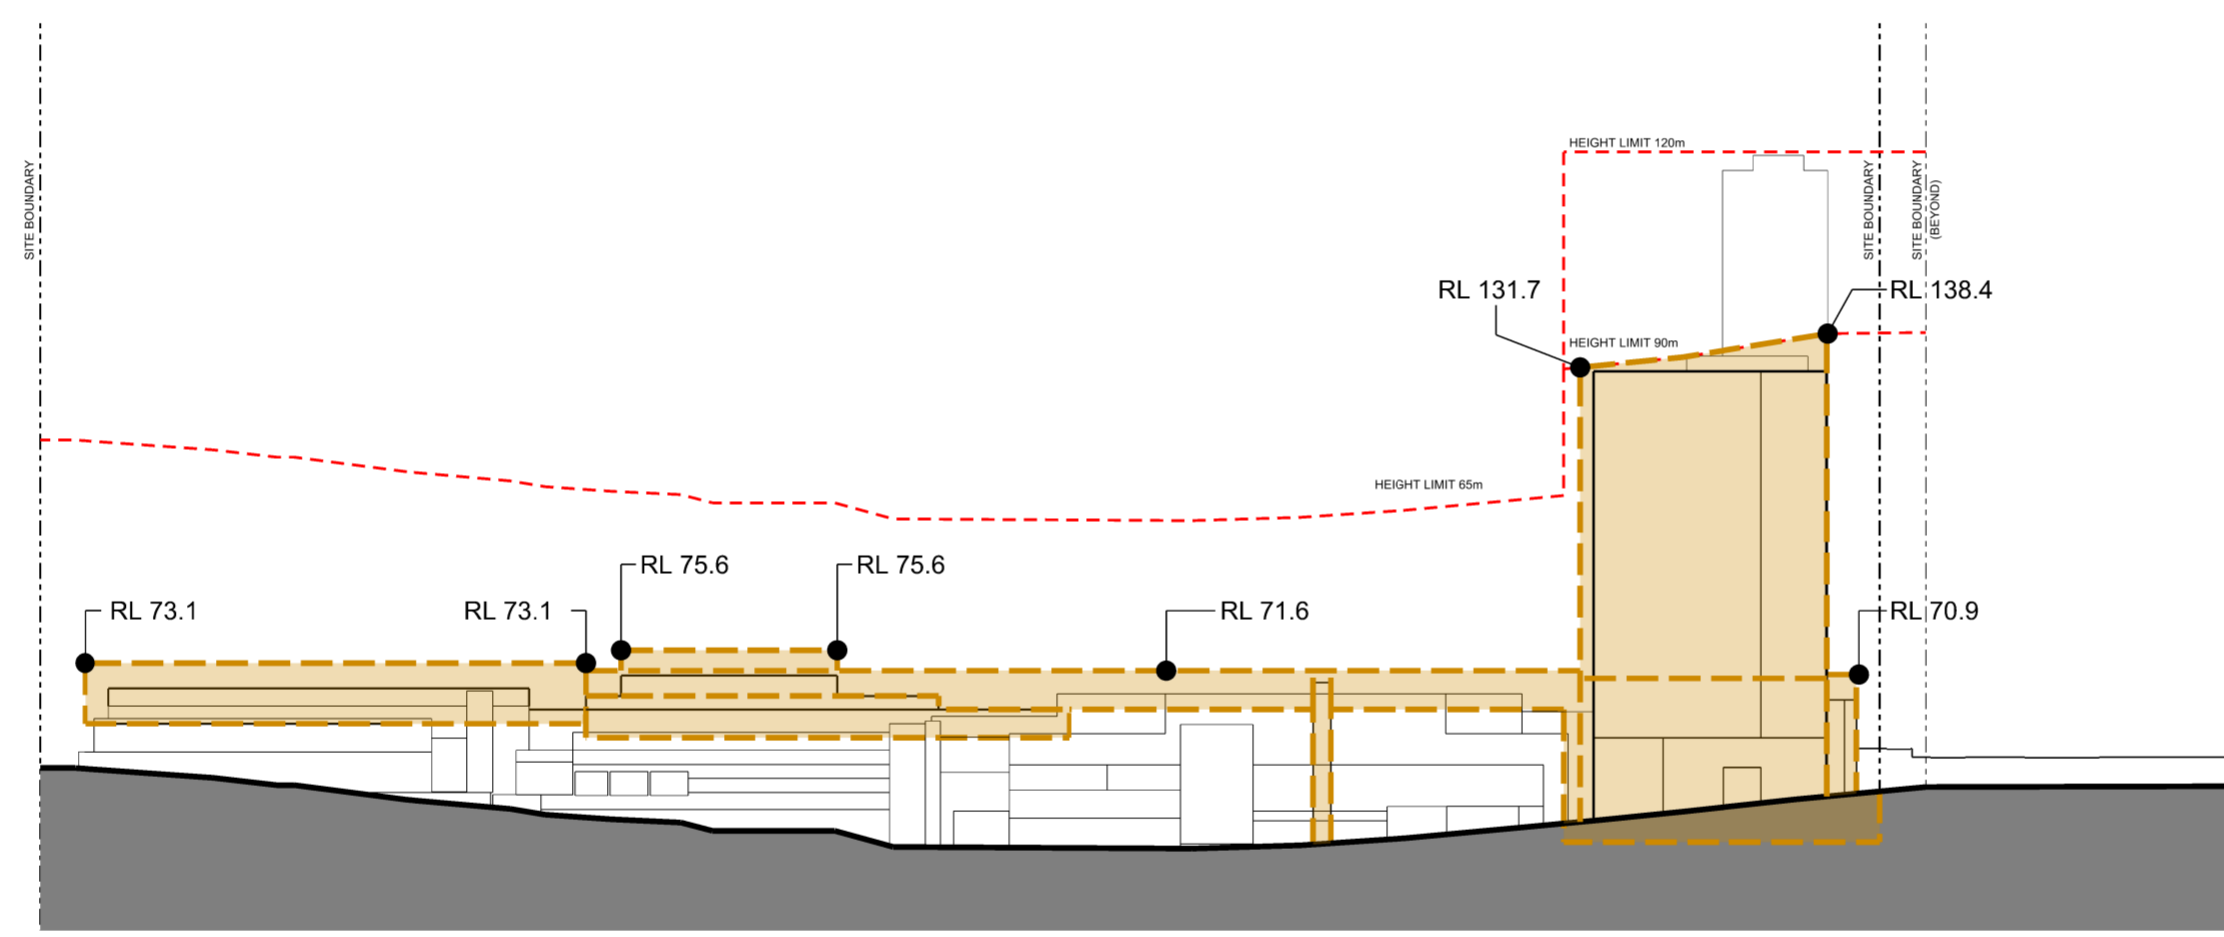 HEIGHT LIMIT 120m
SITE BOUNDARY
SITE BOUNDARY
SITE BOUNDARY
(BEYOND)
RL 131.7
RL 138.4
HEIGHT LIMIT 90m
HEIGHT LIMIT 65m
RL 75.6
RL 75.6
RL 73.1
RL 73.1
RL 71.6
RL 70.9